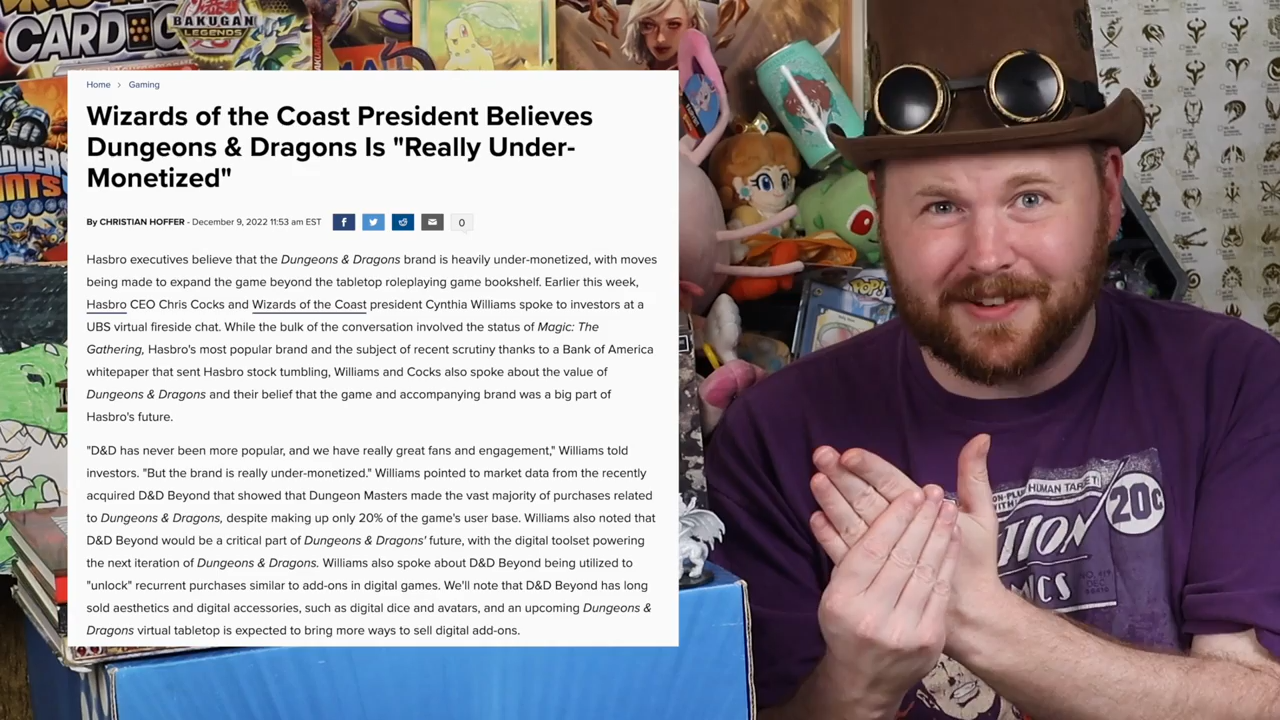 CARD
BAKUGAN
LEGENDS
Home > Gaming
Wizards of the Coast President Believes
Dungeons & Dragons Is "Really Under-
Monetized"
By CHRISTIAN HOFFER - December 9, 2022 11:53 am EST
0
Hasbro executives believe that the Dungeons & Dragons brand is heavily under-monetized, with moves
being made to expand the game beyond the tabletop roleplaying game bookshelf. Earlier this week,
Hasbro CEO Chris Cocks and Wizards of the Coast president Cynthia Williams spoke to investors at a
UBS virtual fireside chat. While the bulk of the conversation involved the status of Magic: The
Gathering, Hasbro's most popular brand and the subject of recent scrutiny thanks to a Bank of America
whitepaper that sent Hasbro stock tumbling, Williams and Cocks also spoke about the value of
Dungeons & Dragons and their belief that the game and accompanying brand was a big part of
Hasbro's future.
"D&D has never been more popular, and we have really great fans and engagement," Williams told
investors. "But the brand is really under-monetized." Williams pointed to market data from the recently
acquired D&D Beyond that showed that Dungeon Masters made the vast majority of purchases related
to Dungeons & Dragons, despite making up only 20% of the game's user base. Williams also noted that
D&D Beyond would be a critical part of Dungeons & Dragons' future, with the digital toolset powering
the next iteration of Dungeons & Dragons. Williams also spoke about D&D Beyond being utilized to
"unlock" recurrent purchases similar to add-ons in digital games. We'll note that D&D Beyond has long
sold aesthetics and digital accessories, such as digital dice and avatars, and an upcoming Dungeons &
Dragons virtual tabletop is expected to bring more ways to sell digital add-ons.
HUMAN TARGET
20¢